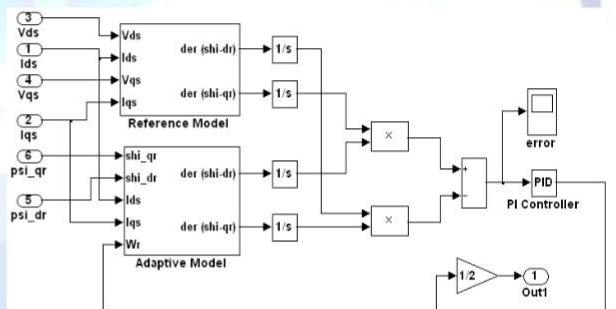 3
Vds
1
Ids
4
Vqs
2
Iqs
6
psi_qr
5
psi_dr
Vds
Ids
Vqs
Iqs
der (shi-dr)
der (shi-qr)
Reference Model
1/s
1/s
shi_qr
shi_dr
Ids
Iqs
Wr
der (shi-dr)
der (shi-qr)
Adaptive Model
1/s
1/s
×
×
+
−
error
PID
PI Controller
1/2
1
Out1